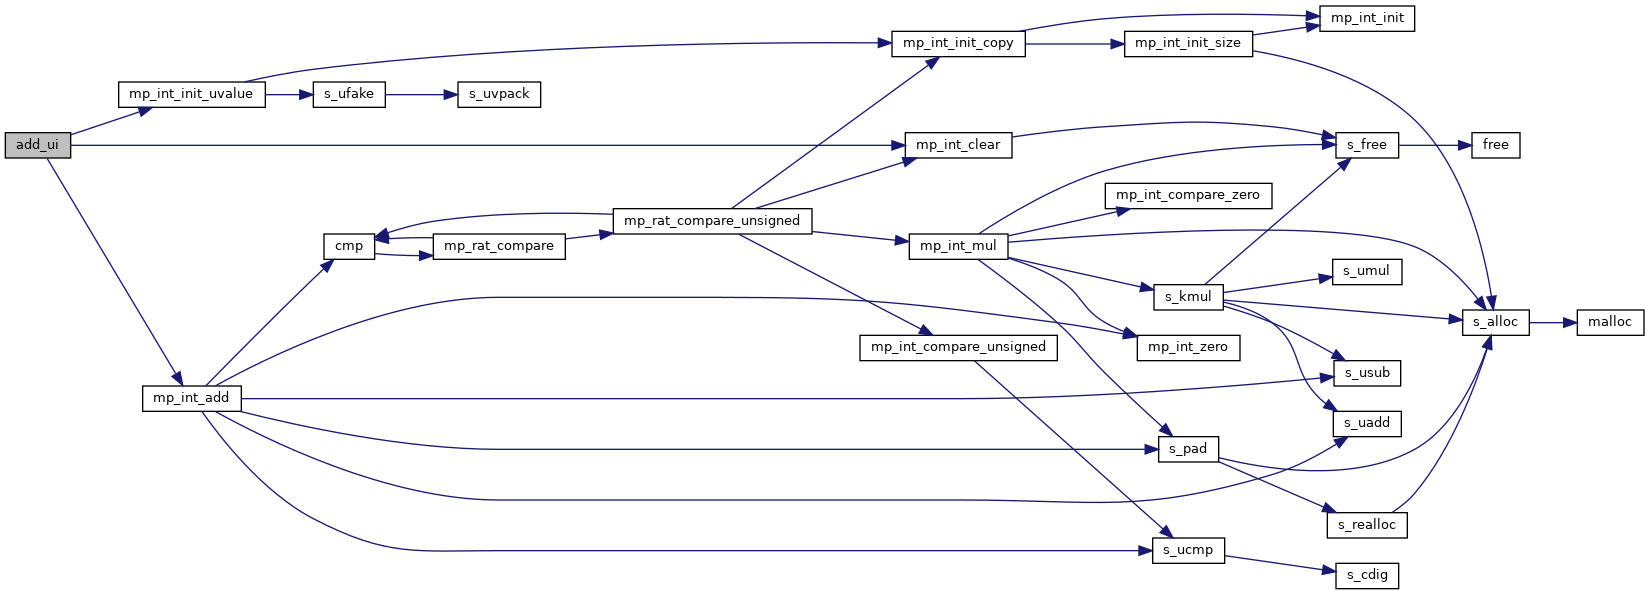 mp_int_init
mp_int_init_copy
mp_int_init_size
mp_int_init_uvalue
s_ufake
s_uvpack
add_ui
mp_int_clear
s_free
free
mp_int_compare_zero
mp_rat_compare_unsigned
cmp
mp_rat_compare
mp_int_mul
s_umul
s_kmul
s_alloc
malloc
mp_int_compare_unsigned
mp_int_zero
s_usub
mp_int_add
s_uadd
s_pad
s_realloc
s_ucmp
s_cdig